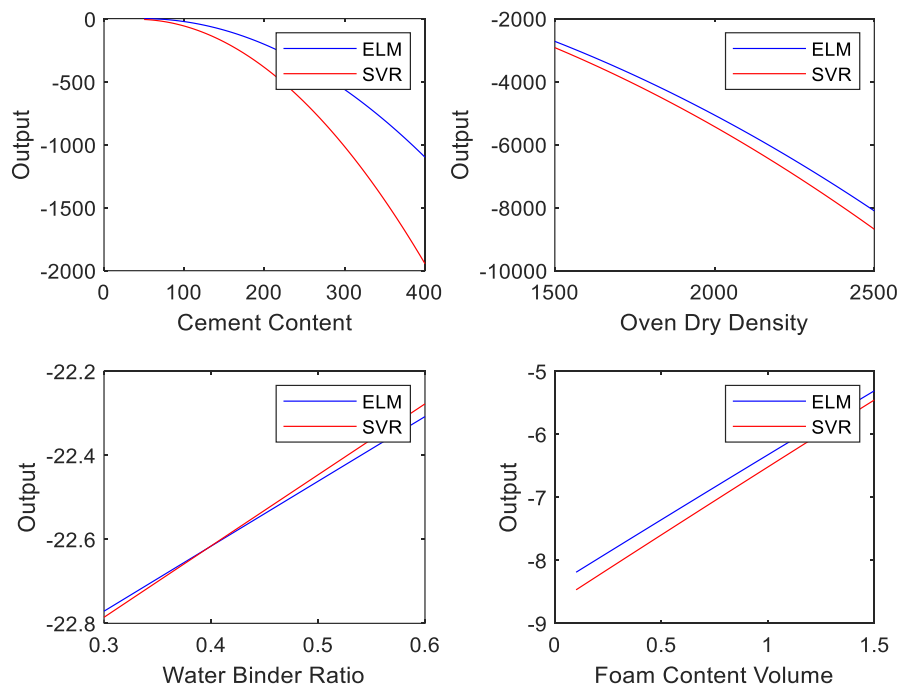 0
-500
-1000
-1500
-2000
0
100
200
300
400
Output
Cement Content
ELM
SVR
-2000
-4000
-6000
-8000
-10000
1500
2000
2500
Output
Oven Dry Density
ELM
SVR
-22.2
-22.4
-22.6
-22.8
0.3
0.4
0.5
0.6
Output
Water Binder Ratio
ELM
SVR
-5
-6
-7
-8
-9
0
0.5
1
1.5
Output
Foam Content Volume
ELM
SVR